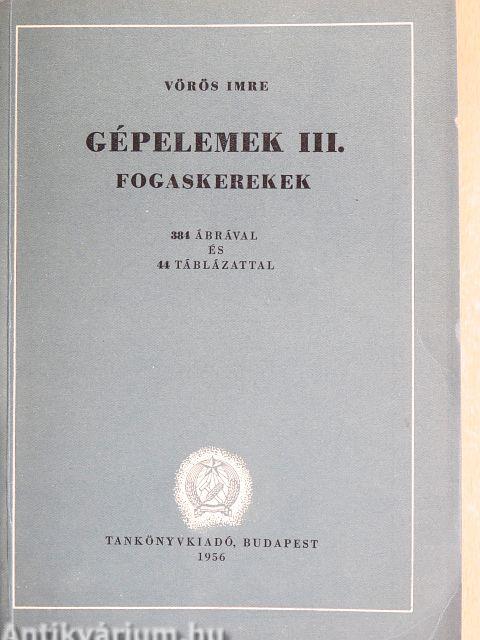 VÖRÖS IMRE
GÉPELEMEK III.
FOGASKEREKEK
384 ÁBRÁVAL
ÉS
44 TÁBLÁZATTAL
TANKÖNYVKIADÓ, BUDAPEST
1956
Antikvárium.hu